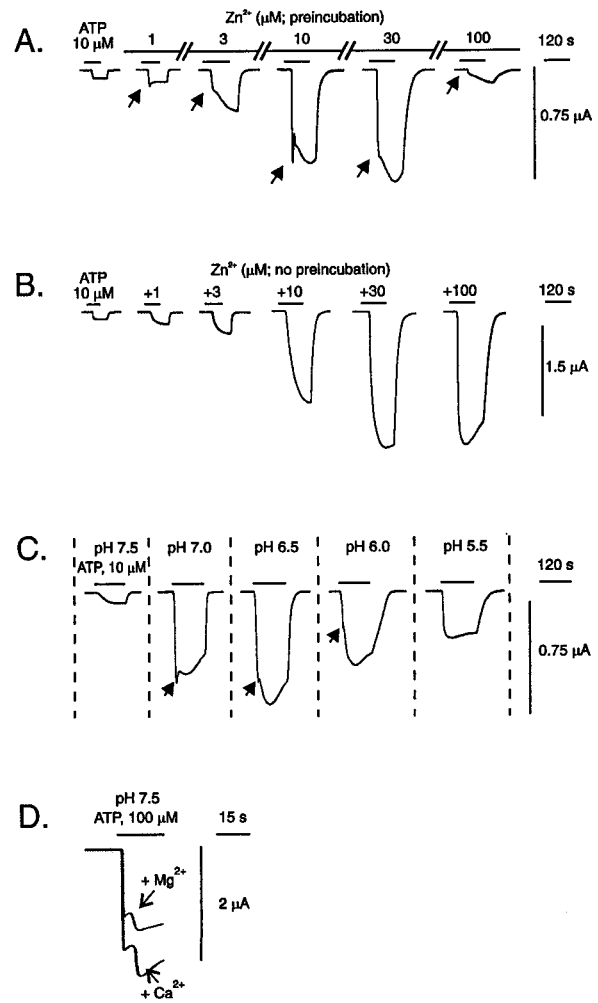 A.
Zn²⁺ (µM; preincubation)
ATP
10 µM
1 3 10 30 100 120 s
0.75 µA
B.
Zn²⁺ (µM; no preincubation)
ATP
10 µM
+1 +3 +10 +30 +100 120 s
1.5 µA
C.
pH 7.5 pH 7.0 pH 6.5 pH 6.0 pH 5.5
ATP, 10 µM
120 s
0.75 µA
D.
pH 7.5
ATP, 100 µM 15 s
+ Mg²⁺
2 µA
+ Ca²⁺